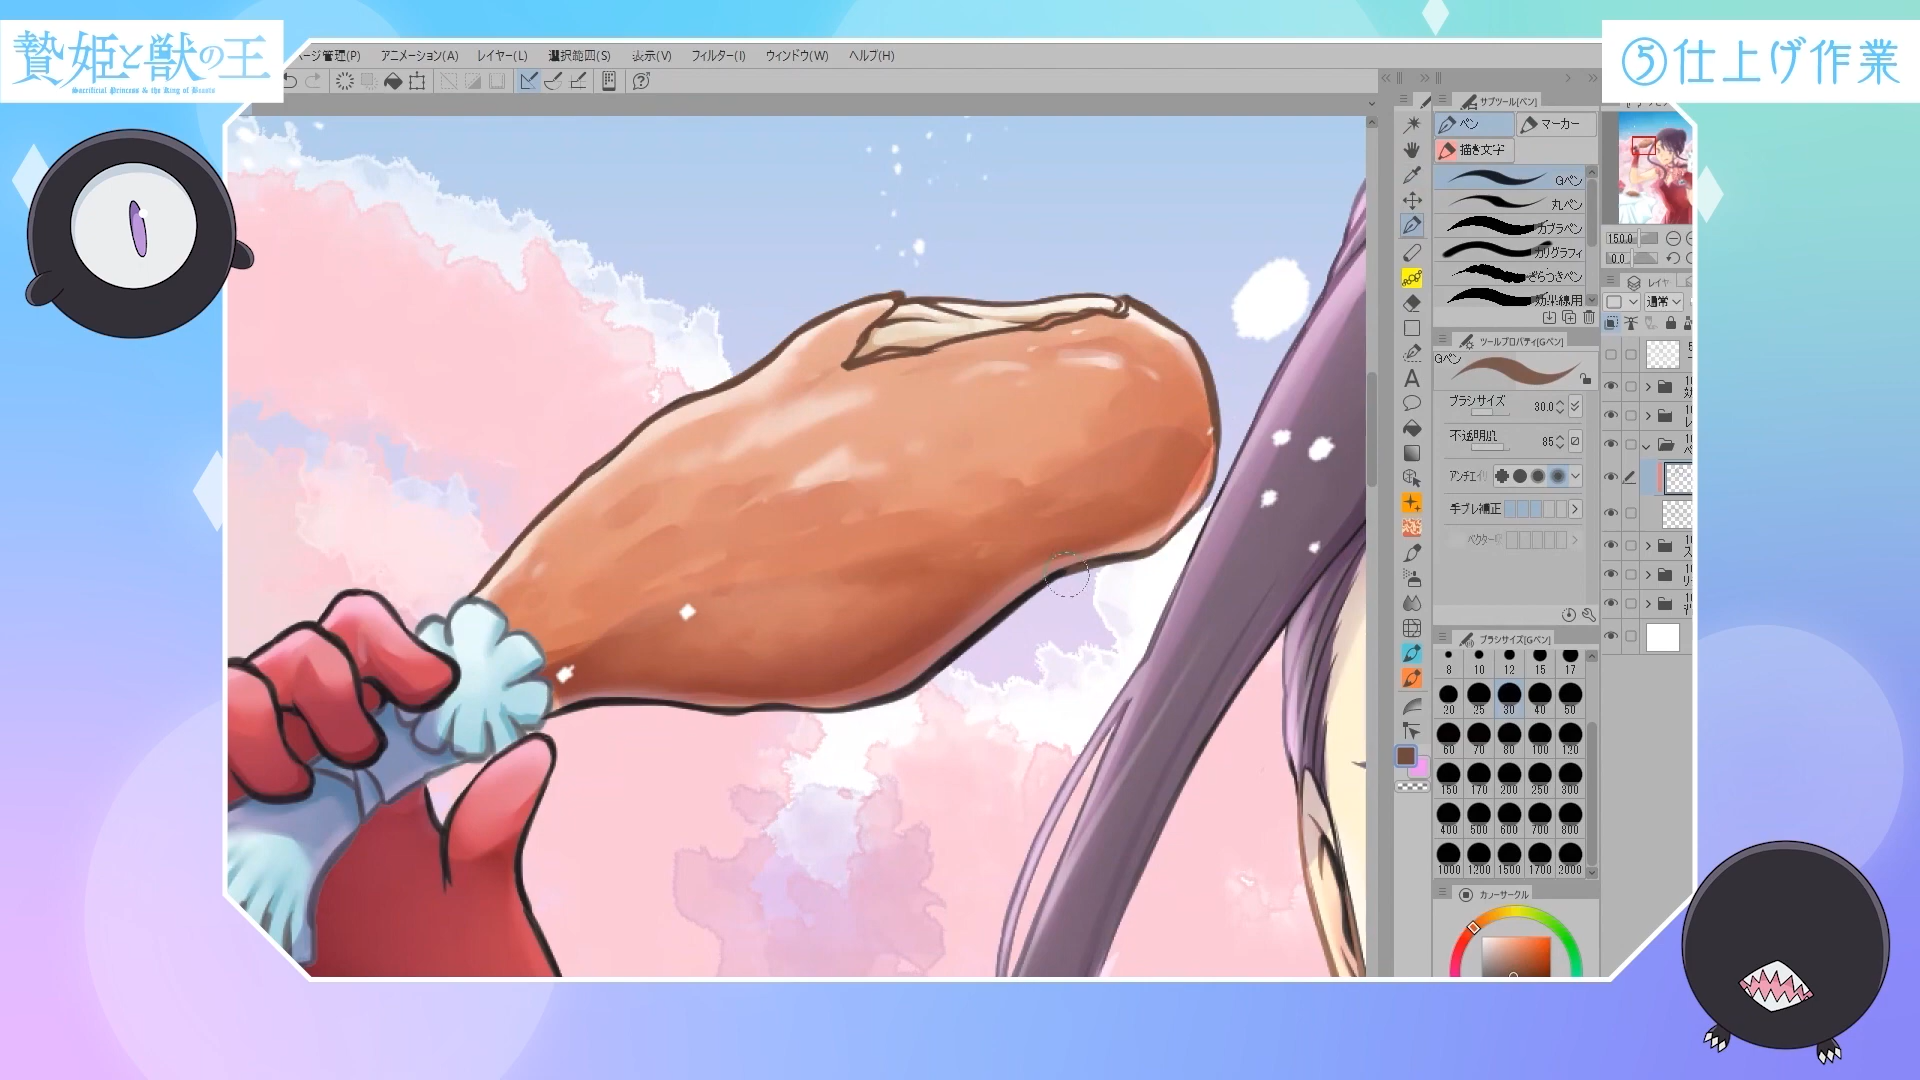 贄姫と獣の王
Sacrificial Princess & the King of Beasts
⑤仕上げ作業
ページ管理(P) アニメーション(A) レイヤー(L) 選択範囲(S) 表示(V) フィルター(I) ウィンドウ(W) ヘルプ(H)
サブツール[ペン]
ペン マーカー
描き文字
Gペン
丸ペン
カブラペン
カリグラフィ
ざらつきペン
効果線用
150.0
0.0
レイヤ
通常
ツールプロパティ[Gペン]
Gペン
ブラシサイズ 30.0
不透明度 85
アンチエイ
手ブレ補正
ベクター吸
ブラシサイズ[Gペン]
8 10 12 15 17
20 25 30 40 50
60 70 80 100 120
150 170 200 250 300
400 500 600 700 800
1000 1200 1500 1700 2000
カラーサークル